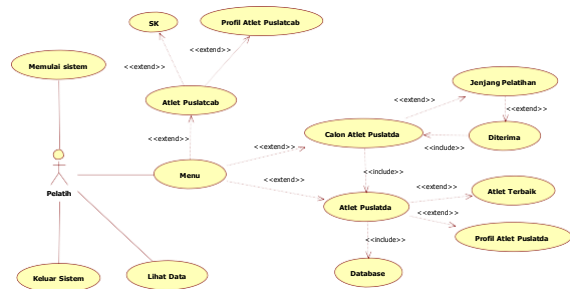 SK
Profil Atlet Puslatcab
<<extend>>
<<extend>>
Memulai sistem
Atlet Puslatcab
Jenjang Pelatihan
<<extend>>
<<extend>>
<<extend>>
Calon Atlet Puslatda
Diterima
<<extend>>
<<include>>
Menu
<<include>>
<<extend>>
Pelatih
<<extend>>
Atlet Terbaik
Atlet Puslatda
<<extend>>
Profil Atlet Puslatda
<<include>>
Keluar Sistem
Lihat Data
Database